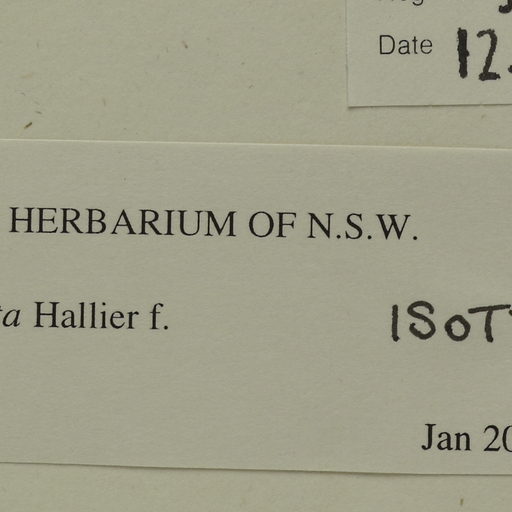 Date 12.
HERBARIUM OF N.S.W.
ta Hallier f.
ISOT
Jan 20